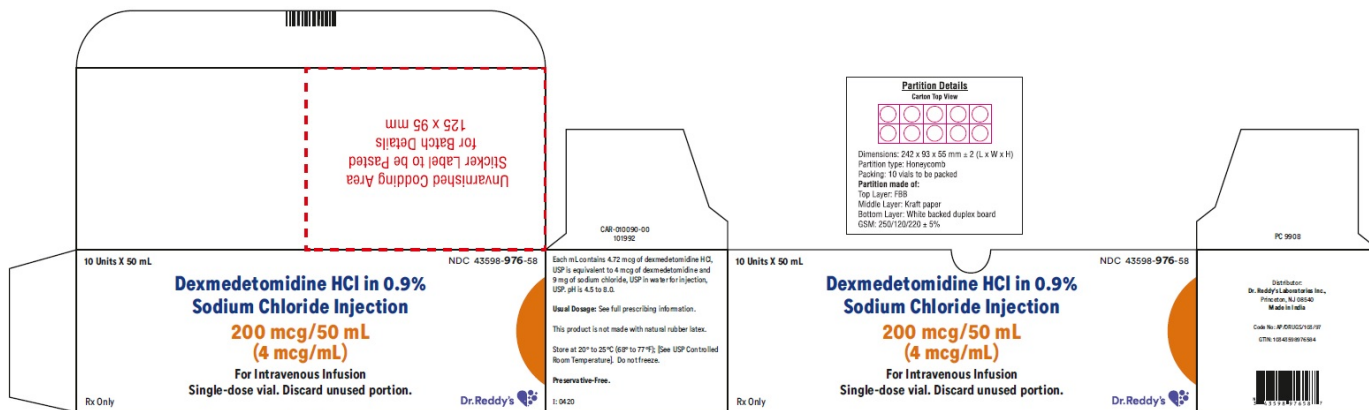 Unvarnished Codding Area
Sticker Label to be Pasted
for Batch Details
125 x 95 mm
Partition Details
Carton Top View
Dimensions: 242 x 93 x 55 mm ± 2 (L x W x H)
Partition type: Honeycomb
Packing: 10 vials to be packed
Partition made of:
Top Layer: FBB
Middle Layer: Kraft paper
Bottom Layer: White backed duplex board
GSM: 250/120/220 ± 5%
CAR-010090-00
101992
PC 9908
10 Units X 50 mL
NDC 43598-976-58
Dexmedetomidine HCl in 0.9%
Sodium Chloride Injection
200 mcg/50 mL
(4 mcg/mL)
For Intravenous Infusion
Single-dose vial. Discard unused portion.
Rx Only
Dr.Reddy's
Each mL contains 4.72 mcg of dexmedetomidine HCl,
USP is equivalent to 4 mcg of dexmedetomidine and
9 mg of sodium chloride, USP in water for injection,
USP. pH is 4.5 to 8.0.
Usual Dosage: See full prescribing information.
This product is not made with natural rubber latex.
Store at 20° to 25°C (68° to 77°F); [See USP Controlled
Room Temperature]. Do not freeze.
Preservative-Free.
I: 0420
10 Units X 50 mL
NDC 43598-976-58
Dexmedetomidine HCl in 0.9%
Sodium Chloride Injection
200 mcg/50 mL
(4 mcg/mL)
For Intravenous Infusion
Single-dose vial. Discard unused portion.
Rx Only
Dr.Reddy's
Distributor:
Dr. Reddy's Laboratories Inc.,
Princeton, NJ 08540
Made in India
Code No: AP/DRUGS/103/97
GTIN: 10343598976584